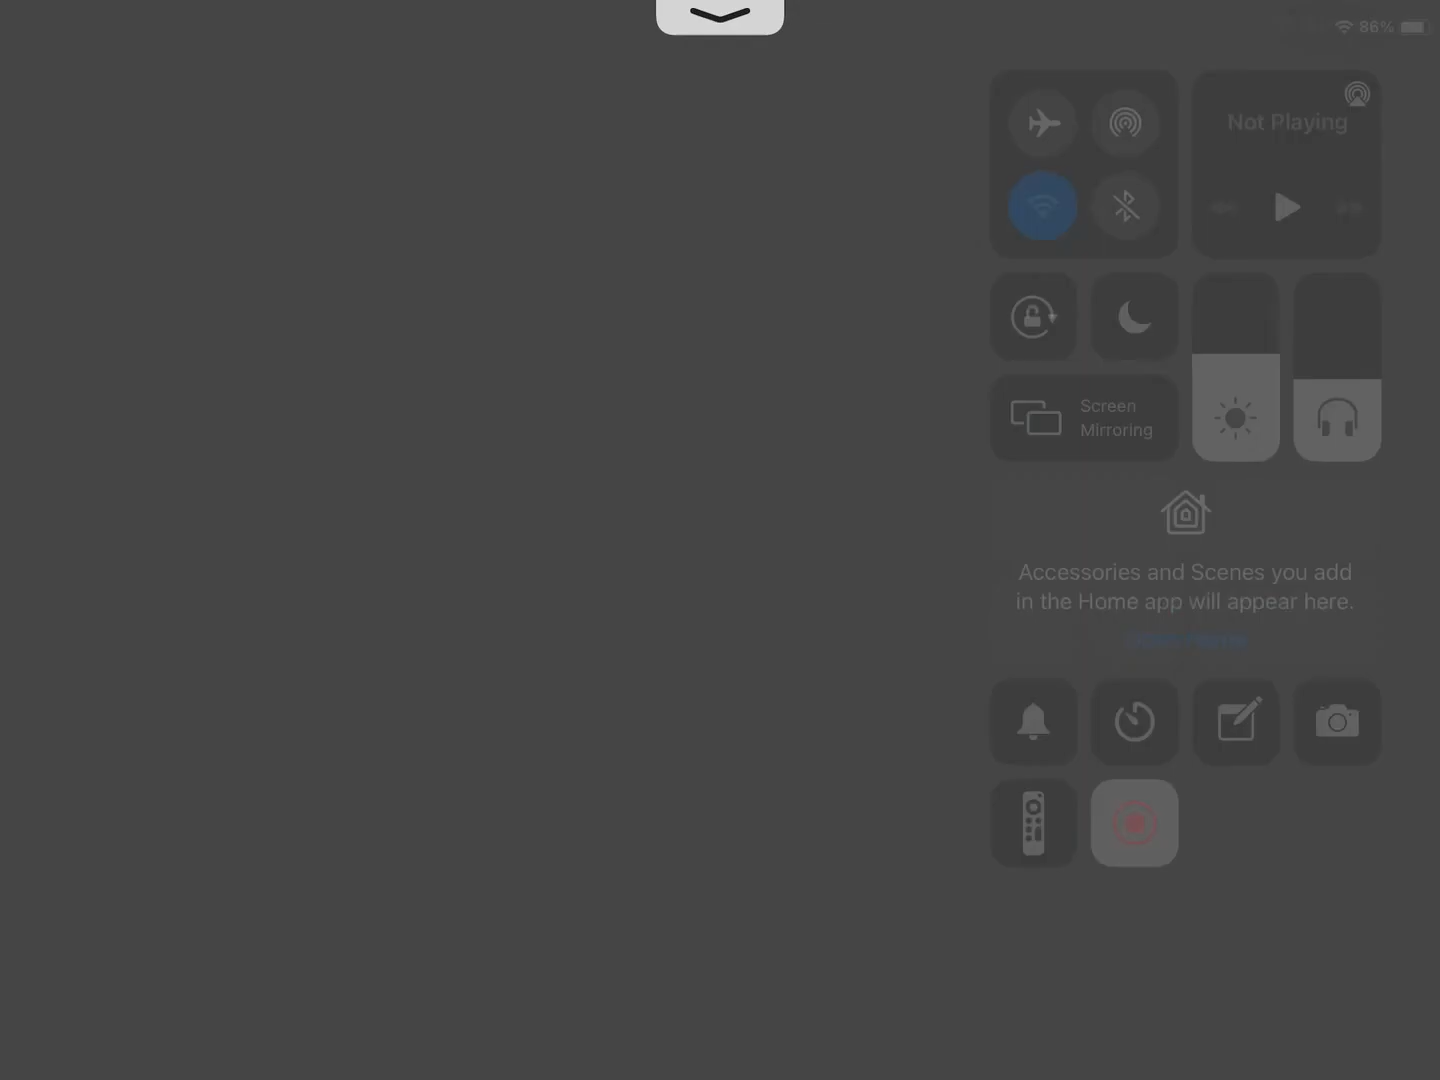 86%
Not Playing
Screen
Mirroring
Accessories and Scenes you add
in the Home app will appear here.